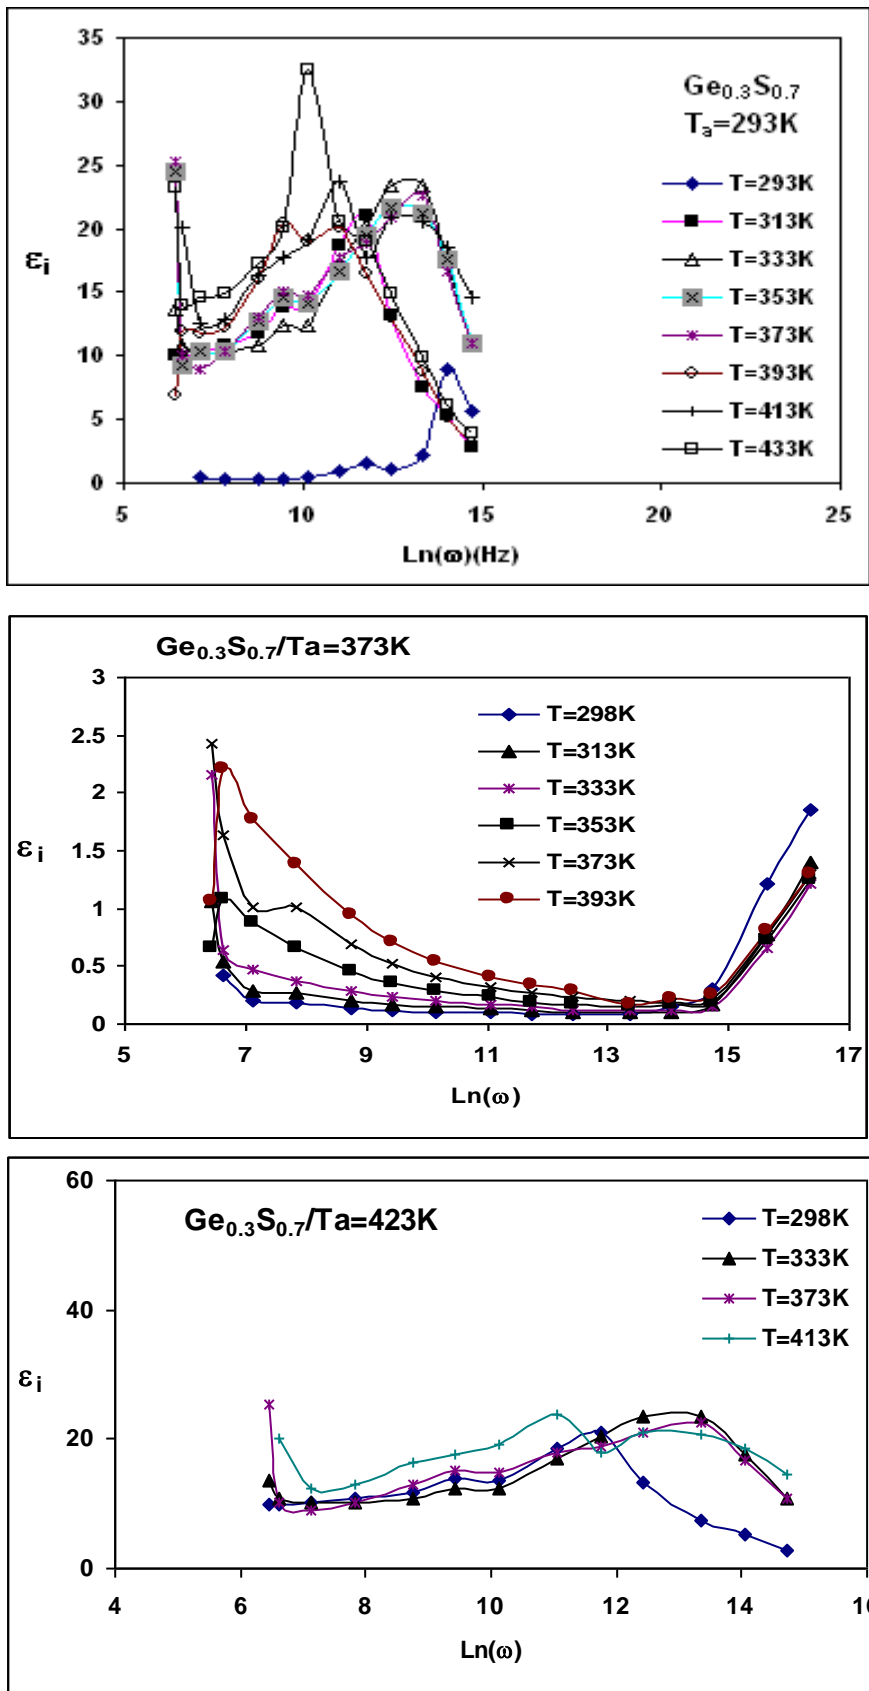 35
30
25
20
15
10
5
0
εi
Ge0.3S0.7
Ta=293K
T=293K
T=313K
T=333K
T=353K
T=373K
T=393K
T=413K
T=433K
5 10 15 20 25
Ln(ω)(Hz)
Ge0.3S0.7/Ta=373K
3
2.5
2
1.5
1
0.5
0
εi
T=298K
T=313K
T=333K
T=353K
T=373K
T=393K
5 7 9 11 13 15 17
Ln(ω)
60
40
20
0
εi
Ge0.3S0.7/Ta=423K
T=298K
T=333K
T=373K
T=413K
4 6 8 10 12 14 16
Ln(ω)